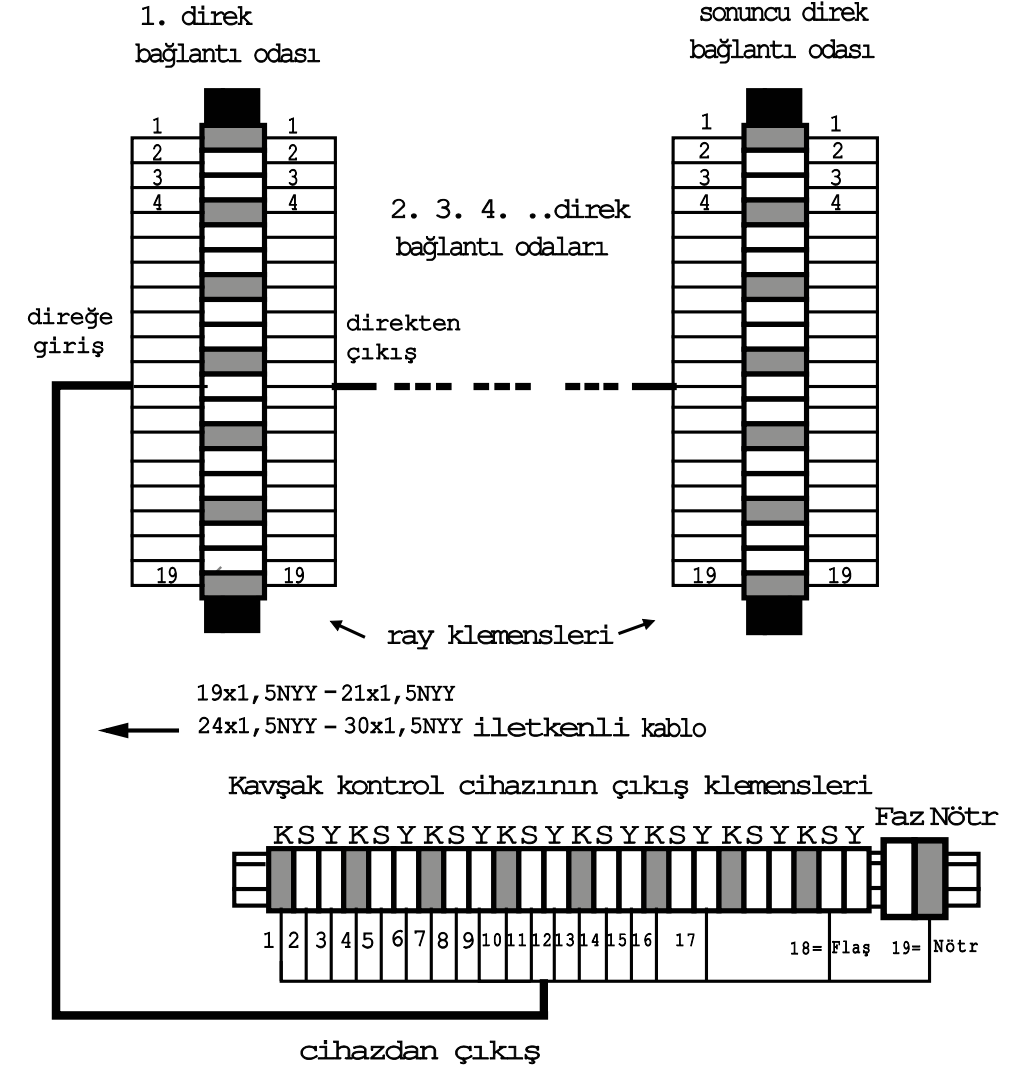 1. direk
bağlantı odası
sonuncu direk
bağlantı odası
1 1
2 2
3 3
4 4
19 19
1 1
2 2
3 3
4 4
19 19
2. 3. 4. ..direk
bağlantı odaları
direğe
giriş
direkten
çıkış
ray klemensleri
19x1,5NYY - 21x1,5NYY
24x1,5NYY - 30x1,5NYY iletkenli kablo
Kavşak kontrol cihazının çıkış klemensleri
Faz Nötr
K S Y K S Y K S Y K S Y K S Y K S Y K S Y K S Y
1 2 3 4 5 6 7 8 9 10 11 12 13 14 15 16 17 18= Flaş 19= Nötr
cihazdan çıkış